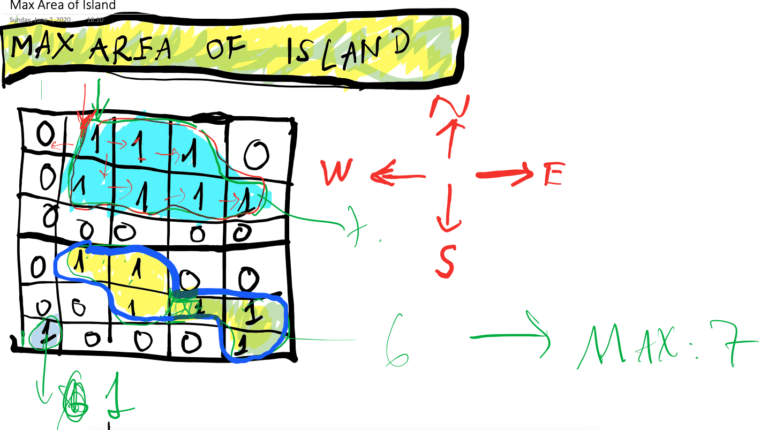 Max Area of Island
Sunday, June 7, 2020
MAX AREA OF ISLAND
N
W E
S
0 1 1 1 0
0 1 1 1 1
0 0 0 0 0
0 1 1 0 0
0 0 1 1 1
1 0 0 0 1
7.
6 → MAX: 7
1